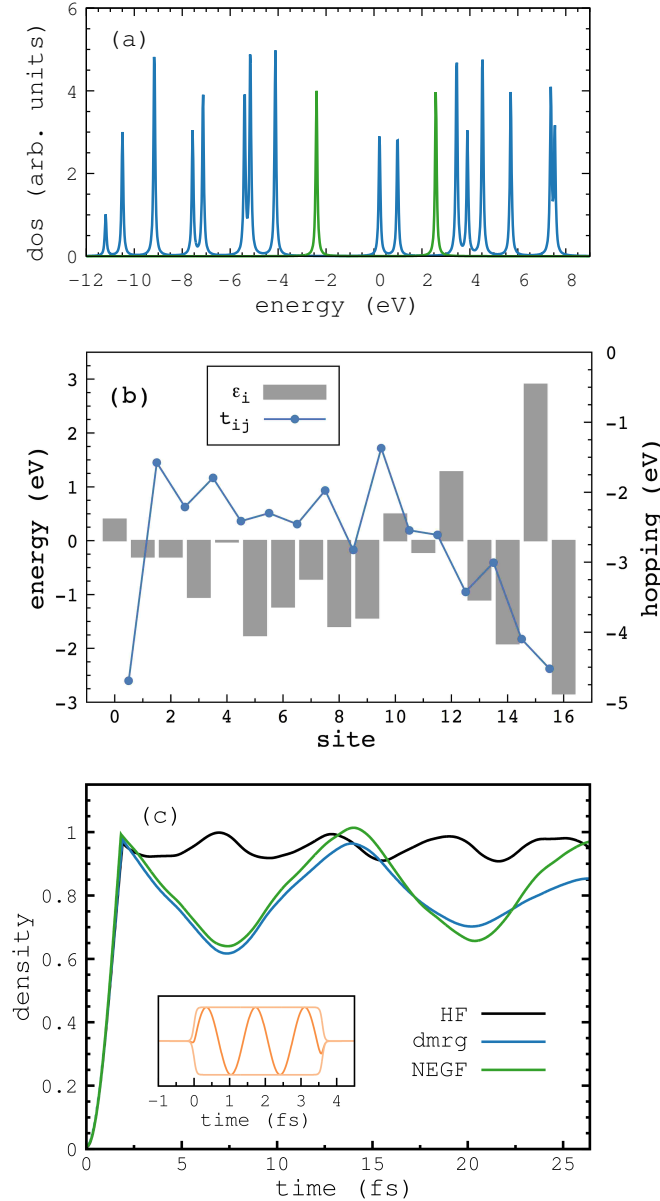 (a)
6
4
2
0
dos (arb. units)
−12 −10 −8 −6 −4 −2 0 2 4 6 8
energy (eV)
(b)
ε_i
t_ij
3
2
1
0
−1
−2
−3
energy (eV)
0
−1
−2
−3
−4
−5
hopping (eV)
0 2 4 6 8 10 12 14 16
site
(c)
1
0.8
0.6
0.4
0.2
0
density
HF
dmrg
NEGF
−1 0 1 2 3 4
time (fs)
0 5 10 15 20 25
time (fs)